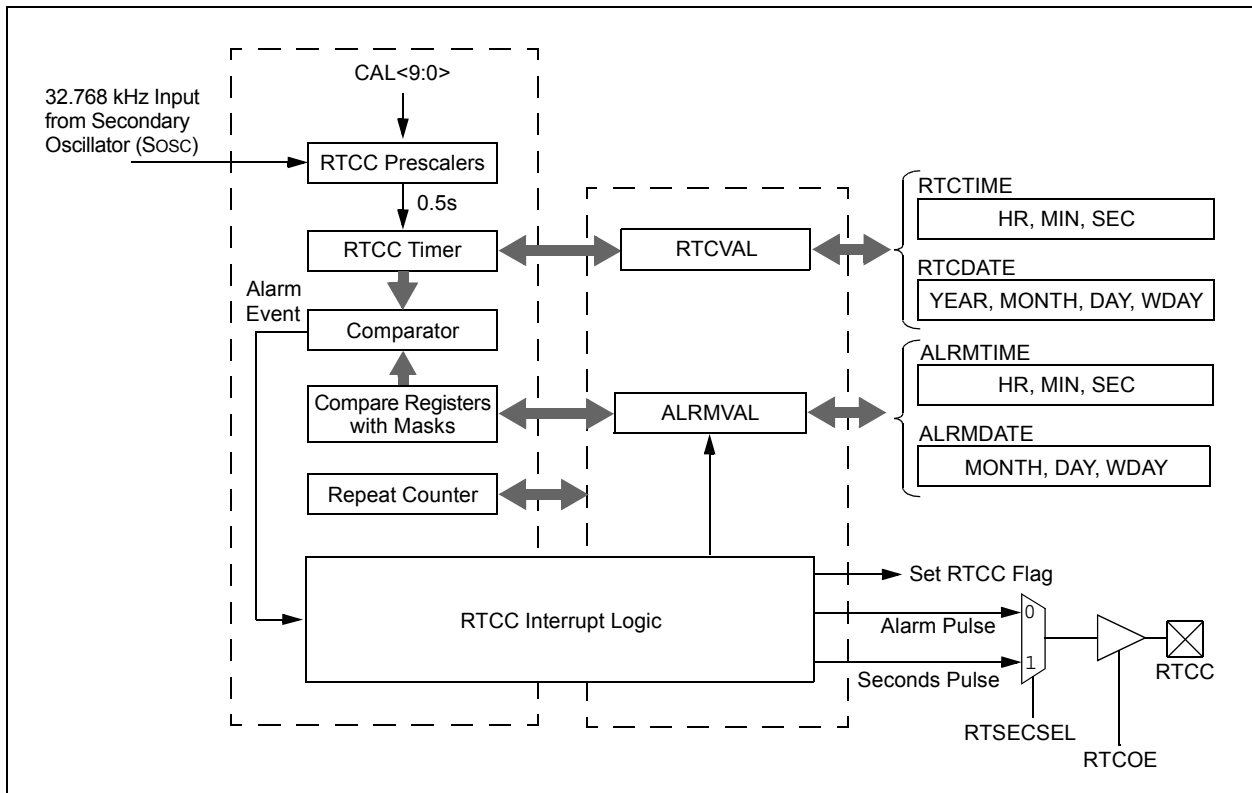 CAL<9:0>
32.768 kHz Input
from Secondary
Oscillator (SOSC)
RTCC Prescalers
0.5s
RTCC Timer
RTCVAL
RTCTIME
HR, MIN, SEC
RTCDATE
YEAR, MONTH, DAY, WDAY
Alarm
Event
Comparator
Compare Registers
with Masks
ALRMVAL
ALRMTIME
HR, MIN, SEC
ALRMDATE
MONTH, DAY, WDAY
Repeat Counter
RTCC Interrupt Logic
Set RTCC Flag
Alarm Pulse
0
Seconds Pulse
1
RTCC
RTSECSEL
RTCOE